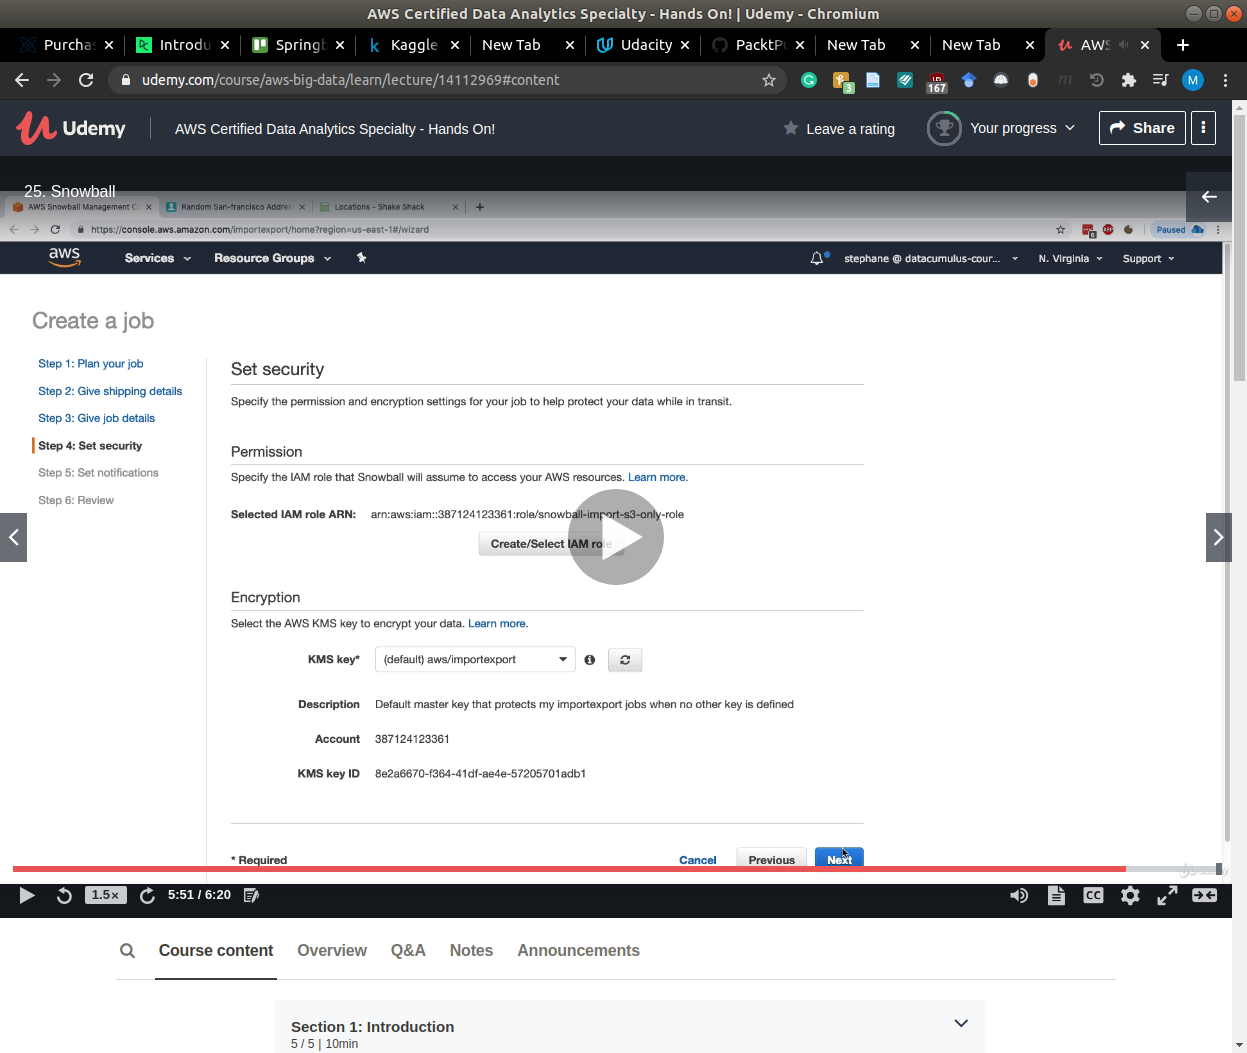 AWS Certified Data Analytics Specialty - Hands On! | Udemy - Chromium
Purcha
Introdu
Spring
Kaggle
New Tab
Udacity
PacktP
New Tab
New Tab
AWS
udemy.com/course/aws-big-data/learn/lecture/14112969#content
3
167
M
Udemy
AWS Certified Data Analytics Specialty - Hands On!
Leave a rating
Your progress
Share
25. Snowball
AWS Snowball Management C
Random San-francisco Addres
Locations - Shake Shack
https://console.aws.amazon.com/importexport/home?region=us-east-1#/wizard
Paused
aws
Services
Resource Groups
stephane @ datacumulus-cour...
N. Virginia
Support
Create a job
Step 1: Plan your job
Step 2: Give shipping details
Step 3: Give job details
Step 4: Set security
Step 5: Set notifications
Step 6: Review
Set security
Specify the permission and encryption settings for your job to help protect your data while in transit.
Permission
Specify the IAM role that Snowball will assume to access your AWS resources. Learn more.
Selected IAM role ARN: arn:aws:iam::387124123361:role/snowball-import-s3-only-role
Create/Select IAM role
Encryption
Select the AWS KMS key to encrypt your data. Learn more.
KMS key* (default) aws/importexport
Description Default master key that protects my importexport jobs when no other key is defined
Account 387124123361
KMS key ID 8e2a6670-f364-41df-ae4e-57205701adb1
* Required
Cancel
Previous
Next
1.5×
5:51 / 6:20
CC
Course content
Overview
Q&A
Notes
Announcements
Section 1: Introduction
5 / 5 | 10min